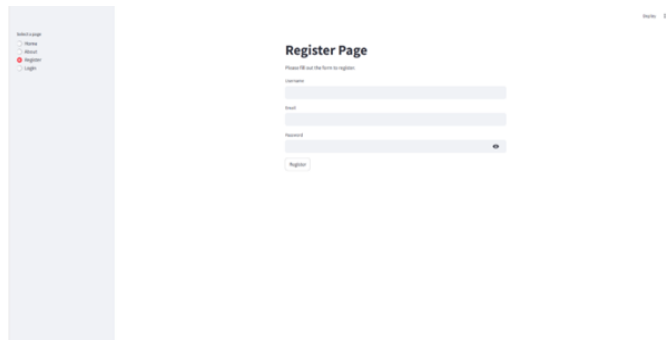 Deploy
Select a page
Home
About
Register
Login
Register Page
Please fill out the form to register.
Username
Email
Password
Register